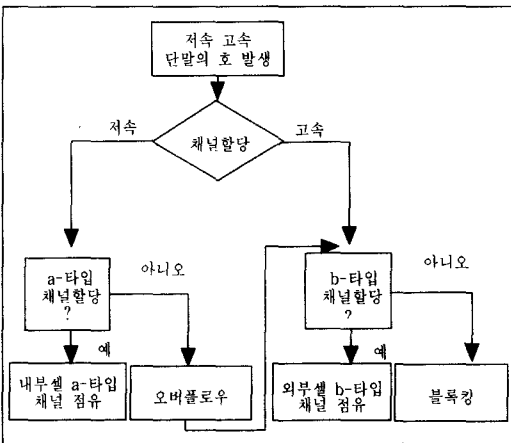 저속 고속
단말의 호 발생
채널할당
저속
고속
a-타입
채널할당
?
아니오
예
b-타입
채널할당
?
아니오
예
내부셀 a-타입
채널 점유
오버플로우
외부셀 b-타입
채널 점유
블록킹